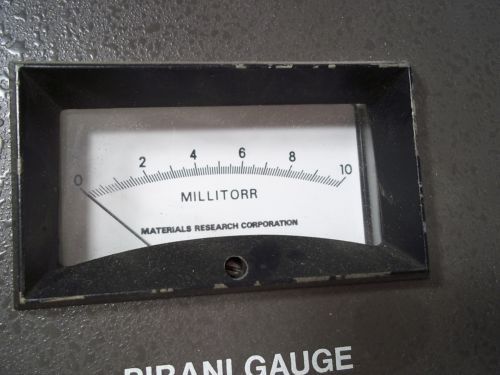 0 2 4 6 8 10
MILLITORR
MATERIALS RESEARCH CORPORATION
PIRANI GAUGE